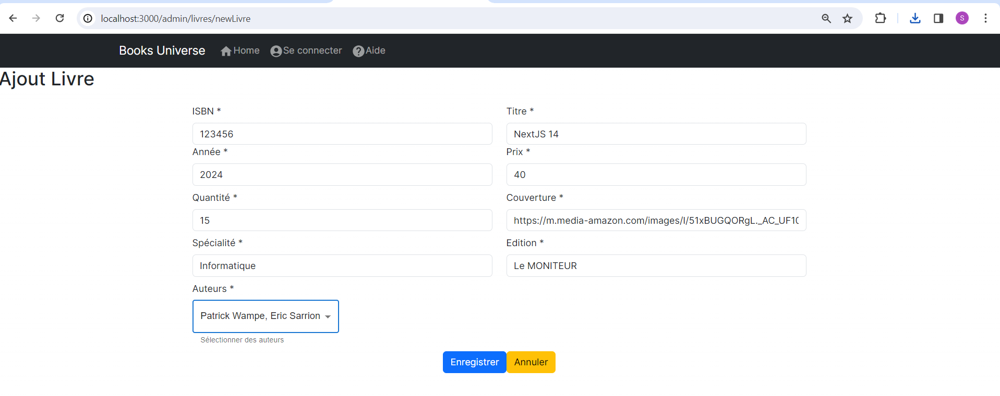 localhost:3000/admin/livres/newLivre
S
Books Universe Home Se connecter Aide
Ajout Livre
ISBN * Titre *
123456 NextJS 14
Année * Prix *
2024 40
Quantité * Couverture *
15 https://m.media-amazon.com/images/I/51xBUGQORgL._AC_UF10
Spécialité * Edition *
Informatique Le MONITEUR
Auteurs *
Patrick Wampe, Eric Sarrion
Sélectionner des auteurs
Enregistrer Annuler